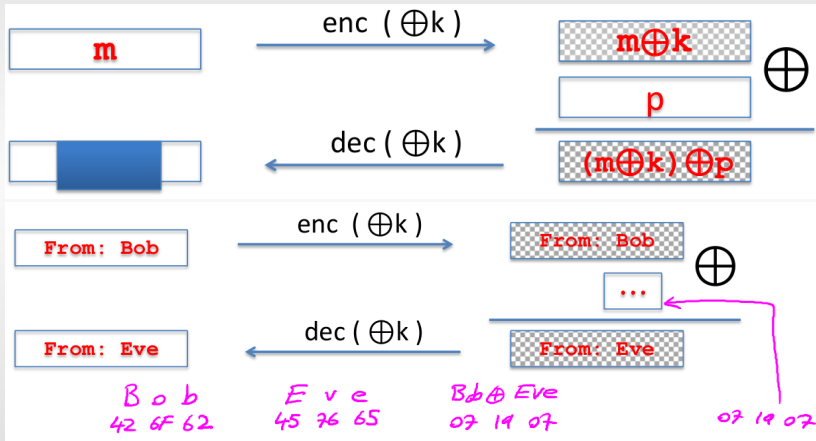 m
enc ( ⊕k )
m⊕k
⊕
p
dec ( ⊕k )
(m⊕k)⊕p
enc ( ⊕k )
From: Bob
From: Bob
⊕
...
dec ( ⊕k )
From: Eve
From: Eve
B o b
E v e
Bob⊕ Eve
42 6F 62
45 76 65
07 19 07
07 19 07